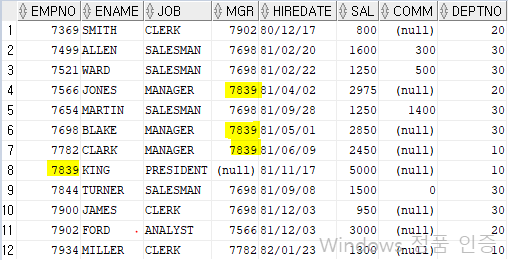 EMPNO ENAME JOB MGR HIREDATE SAL COMM DEPTNO
1 7369 SMITH CLERK 7902 80/12/17 800 (null) 20
2 7499 ALLEN SALESMAN 7698 81/02/20 1600 300 30
3 7521 WARD SALESMAN 7698 81/02/22 1250 500 30
4 7566 JONES MANAGER 7839 81/04/02 2975 (null) 20
5 7654 MARTIN SALESMAN 7698 81/09/28 1250 1400 30
6 7698 BLAKE MANAGER 7839 81/05/01 2850 (null) 30
7 7782 CLARK MANAGER 7839 81/06/09 2450 (null) 10
8 7839 KING PRESIDENT (null) 81/11/17 5000 (null) 10
9 7844 TURNER SALESMAN 7698 81/09/08 1500 0 30
10 7900 JAMES CLERK 7698 81/12/03 950 (null) 30
11 7902 FORD ANALYST 7566 81/12/03 3000 (null) 20
12 7934 MILLER CLERK 7782 82/01/23 1300 (null) 10
Windows 정품 인증